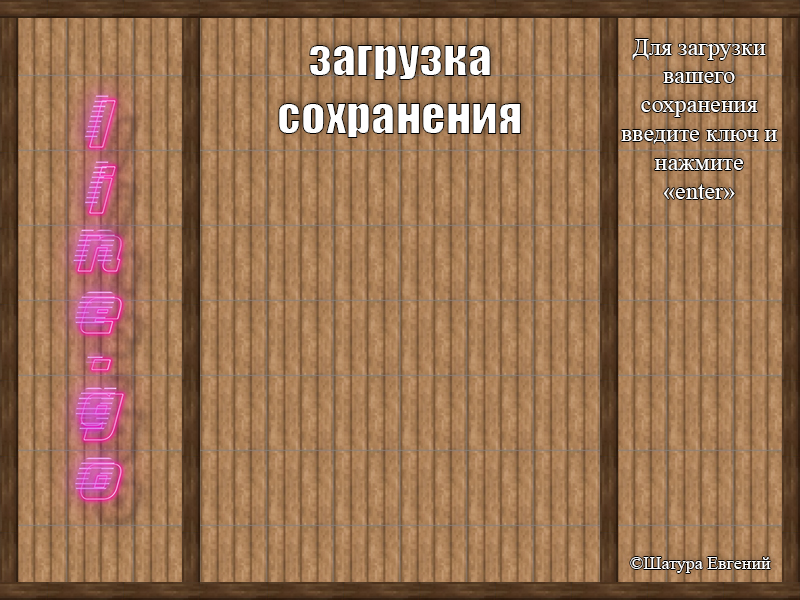 line.go
загрузка
сохранения
Для загрузки
вашего
сохранения
введите ключ и
нажмите
«enter»
©Шатура Евгений